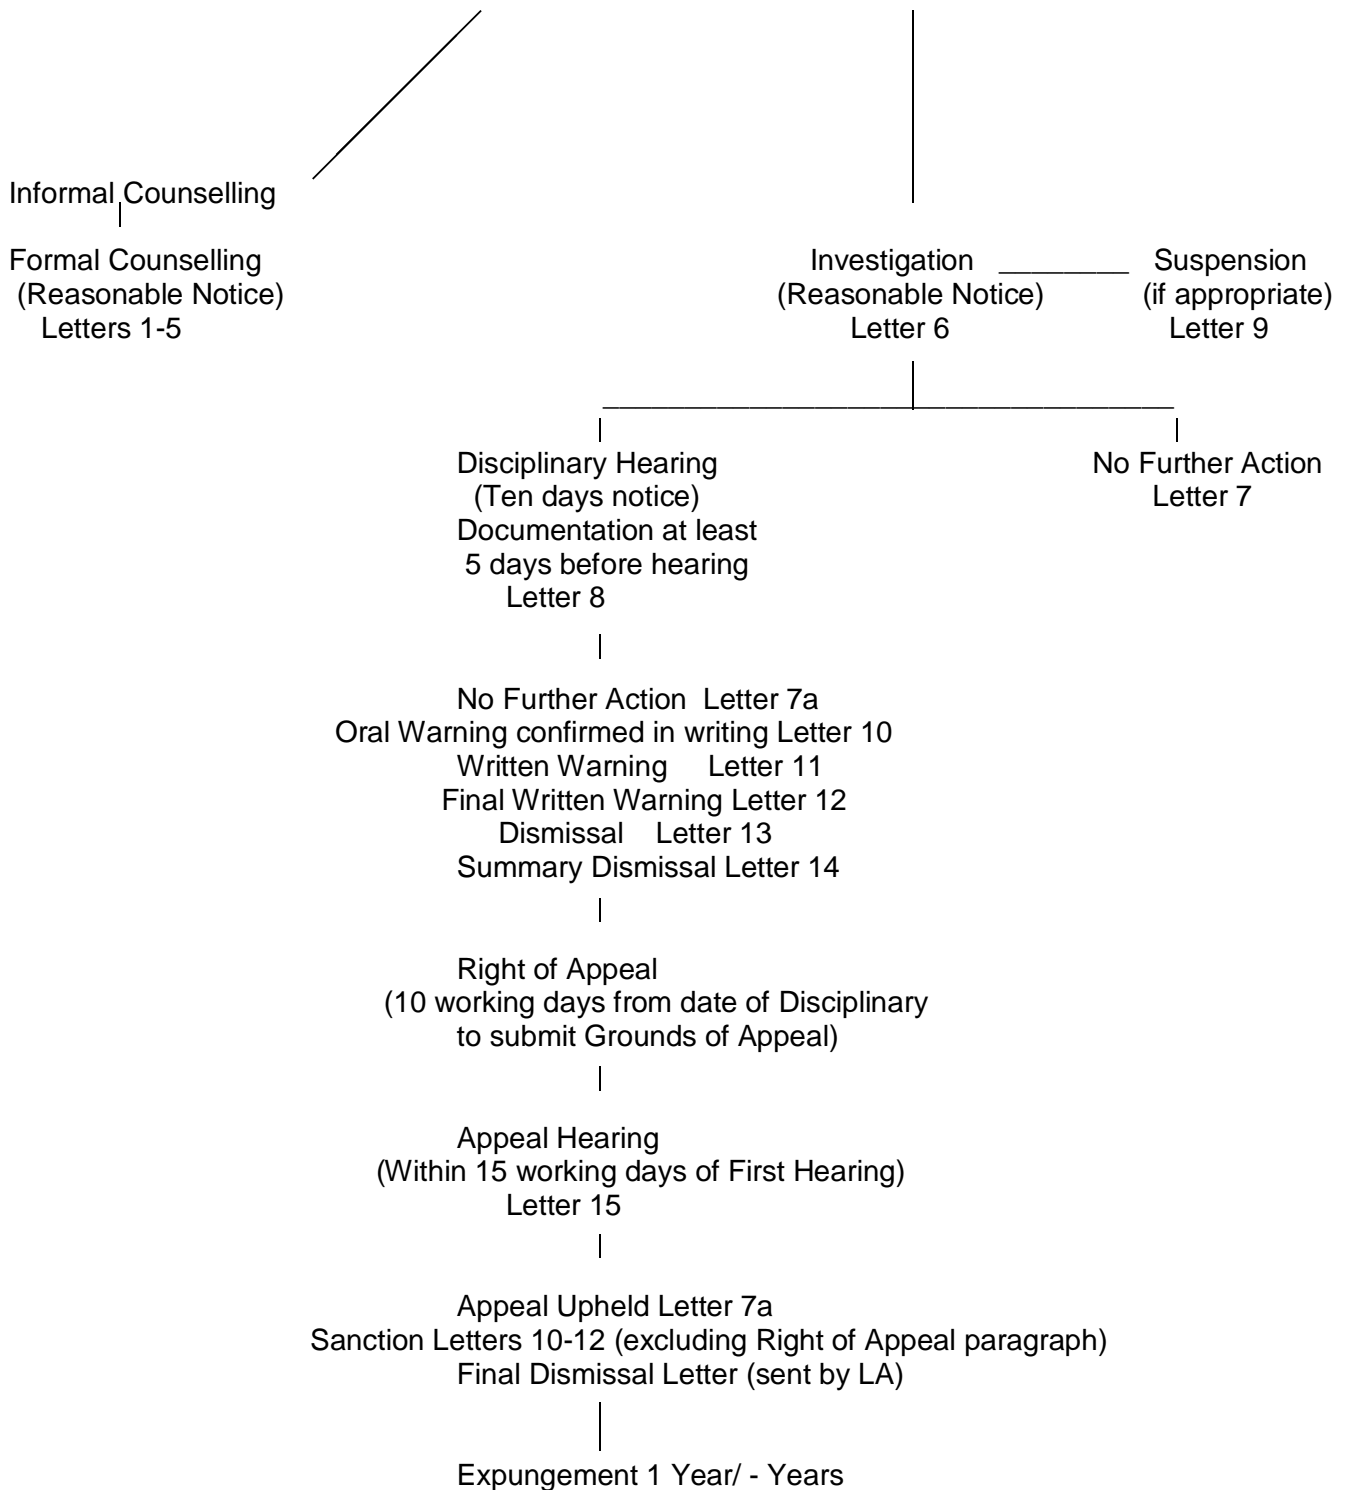 Informal Counselling
Formal Counselling
(Reasonable Notice)
Letters 1-5
Investigation
(Reasonable Notice)
Letter 6
Suspension
(if appropriate)
Letter 9
Disciplinary Hearing
(Ten days notice)
Documentation at least
5 days before hearing
Letter 8
No Further Action
Letter 7
No Further Action Letter 7a
Oral Warning confirmed in writing Letter 10
Written Warning Letter 11
Final Written Warning Letter 12
Dismissal Letter 13
Summary Dismissal Letter 14
Right of Appeal
(10 working days from date of Disciplinary
to submit Grounds of Appeal)
Appeal Hearing
(Within 15 working days of First Hearing)
Letter 15
Appeal Upheld Letter 7a
Sanction Letters 10-12 (excluding Right of Appeal paragraph)
Final Dismissal Letter (sent by LA)
Expungement 1 Year/ - Years